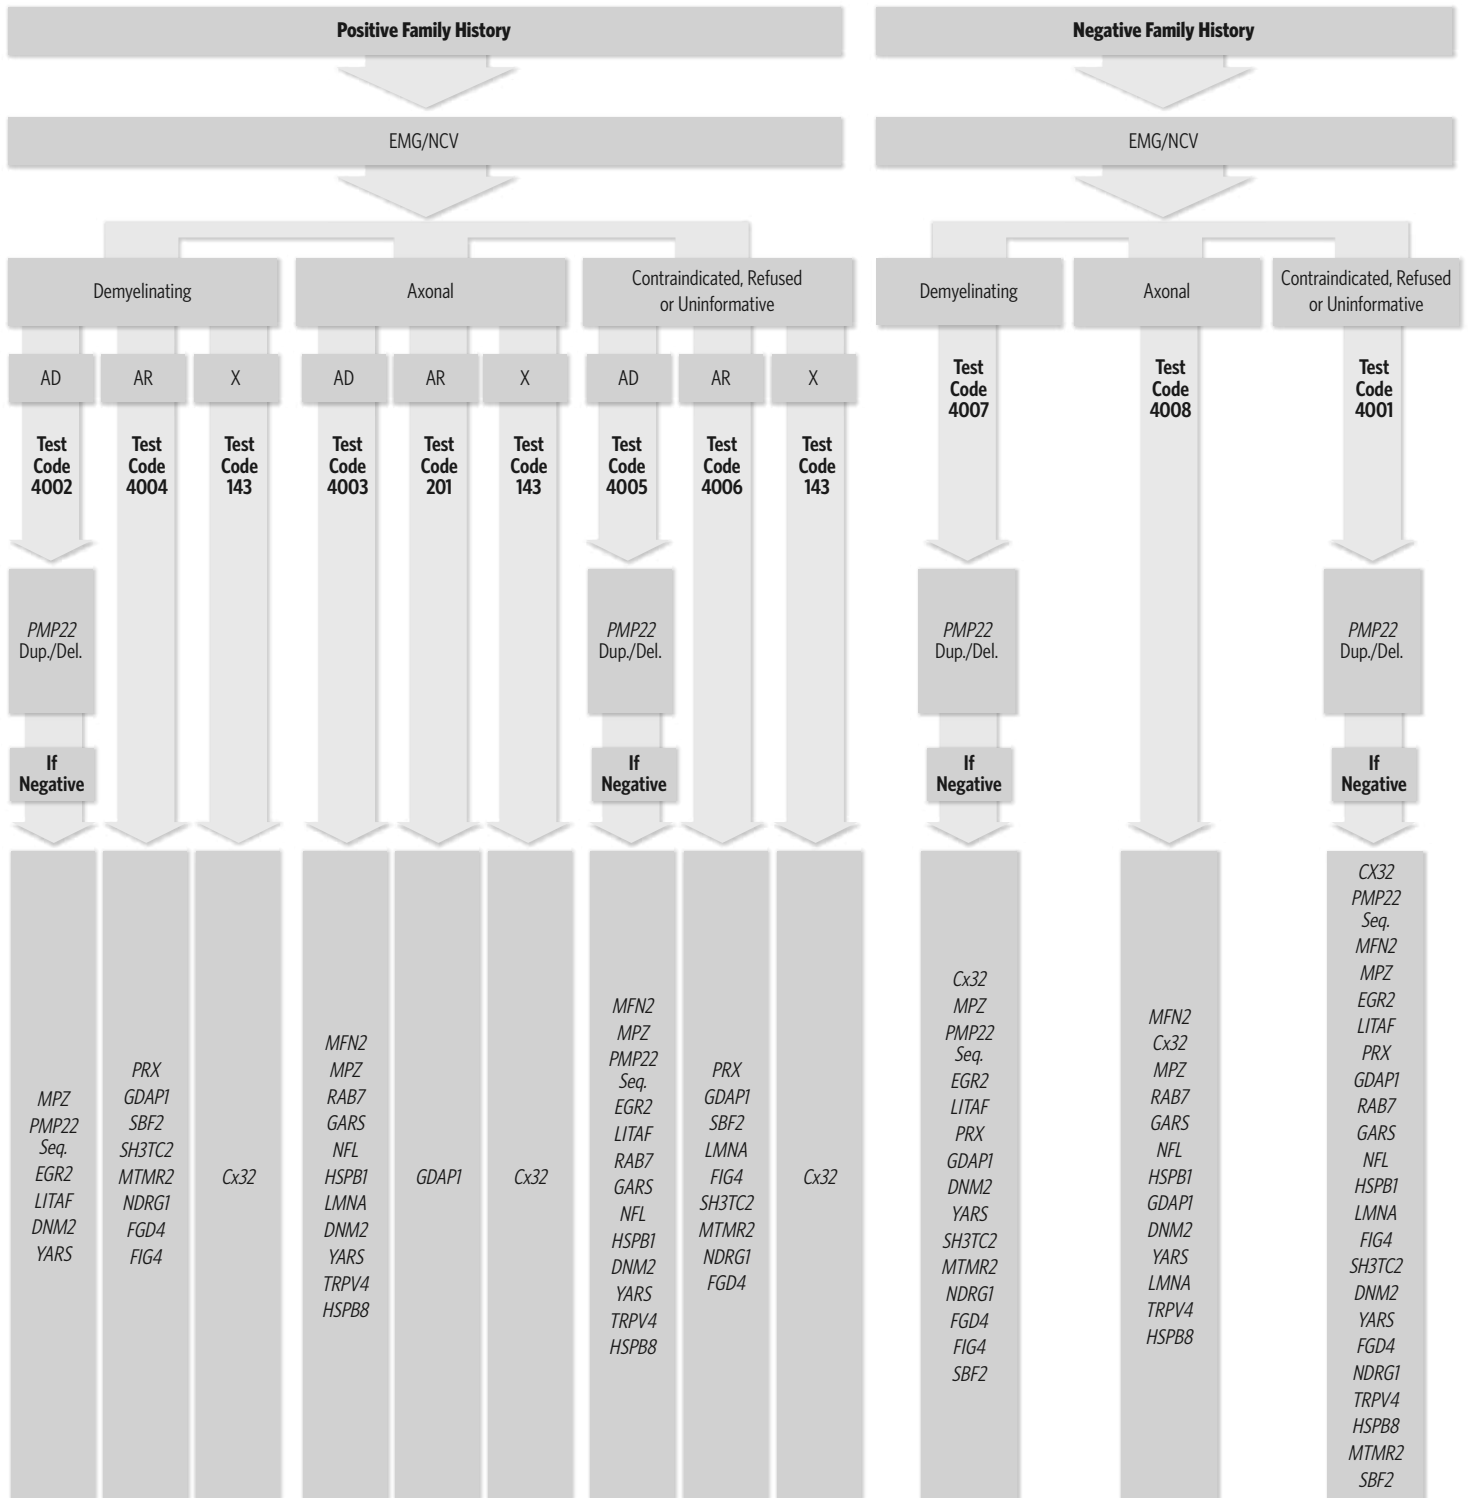 Positive Family History
Negative Family History
EMG/NCV
EMG/NCV
Demyelinating
Axonal
Contraindicated, Refused
or Uninformative
Demyelinating
Axonal
Contraindicated, Refused
or Uninformative
AD
AR
X
AD
AR
X
AD
AR
X
Test
Code
4002
Test
Code
4004
Test
Code
143
Test
Code
4003
Test
Code
201
Test
Code
143
Test
Code
4005
Test
Code
4006
Test
Code
143
Test
Code
4007
Test
Code
4008
Test
Code
4001
PMP22
Dup./Del.
PMP22
Dup./Del.
PMP22
Dup./Del.
PMP22
Dup./Del.
If
Negative
If
Negative
If
Negative
If
Negative
MPZ
PMP22
Seq.
EGR2
LITAF
DNM2
YARS
PRX
GDAP1
SBF2
SH3TC2
MTMR2
NDRG1
FGD4
FIG4
Cx32
MFN2
MPZ
RAB7
GARS
NFL
HSPB1
LMNA
DNM2
YARS
TRPV4
HSPB8
GDAP1
Cx32
MFN2
MPZ
PMP22
Seq.
EGR2
LITAF
RAB7
GARS
NFL
HSPB1
DNM2
YARS
TRPV4
HSPB8
PRX
GDAP1
SBF2
LMNA
FIG4
SH3TC2
MTMR2
NDRG1
FGD4
Cx32
Cx32
MPZ
PMP22
Seq.
EGR2
LITAF
PRX
GDAP1
DNM2
YARS
SH3TC2
MTMR2
NDRG1
FGD4
FIG4
SBF2
MFN2
Cx32
MPZ
RAB7
GARS
NFL
HSPB1
GDAP1
DNM2
YARS
LMNA
TRPV4
HSPB8
CX32
PMP22
Seq.
MFN2
MPZ
EGR2
LITAF
PRX
GDAP1
RAB7
GARS
NFL
HSPB1
LMNA
FIG4
SH3TC2
DNM2
YARS
FGD4
NDRG1
TRPV4
HSPB8
MTMR2
SBF2